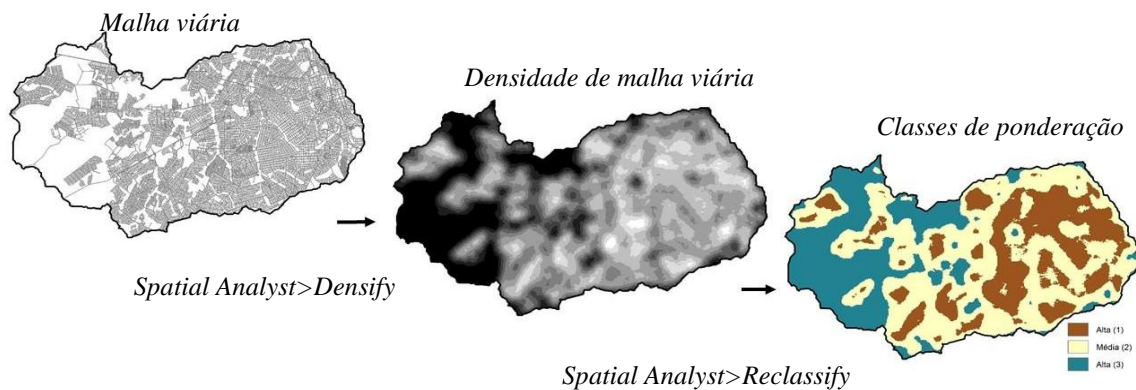 Malha viária
Densidade de malha viária
Classes de ponderação
Spatial Analyst>Densify
Spatial Analyst>Reclassify
Alta (1)
Média (2)
Alta (3)